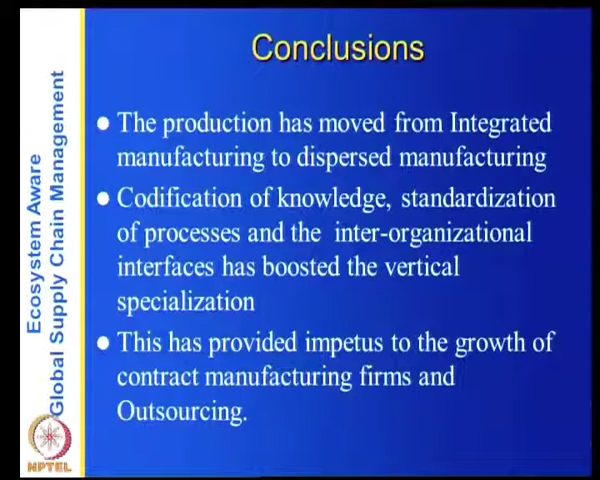 Conclusions
The production has moved from Integrated
manufacturing to dispersed manufacturing
Codification of knowledge, standardization
of processes and the inter-organizational
interfaces has boosted the vertical
specialization
This has provided impetus to the growth of
contract manufacturing firms and
Outsourcing.
Ecosystem Aware
Global Supply Chain Management
NPTEL